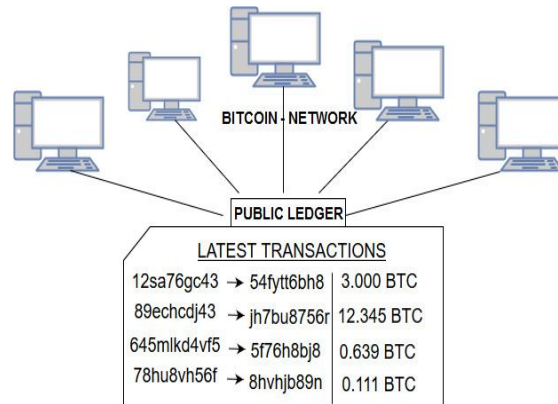 BITCOIN - NETWORK
PUBLIC LEDGER
LATEST TRANSACTIONS
12sa76gc43 → 54fytt6bh8 3.000 BTC
89echcdj43 → jh7bu8756r 12.345 BTC
645mlkd4vf5 → 5f76h8bj8 0.639 BTC
78hu8vh56f → 8hvhjb89n 0.111 BTC